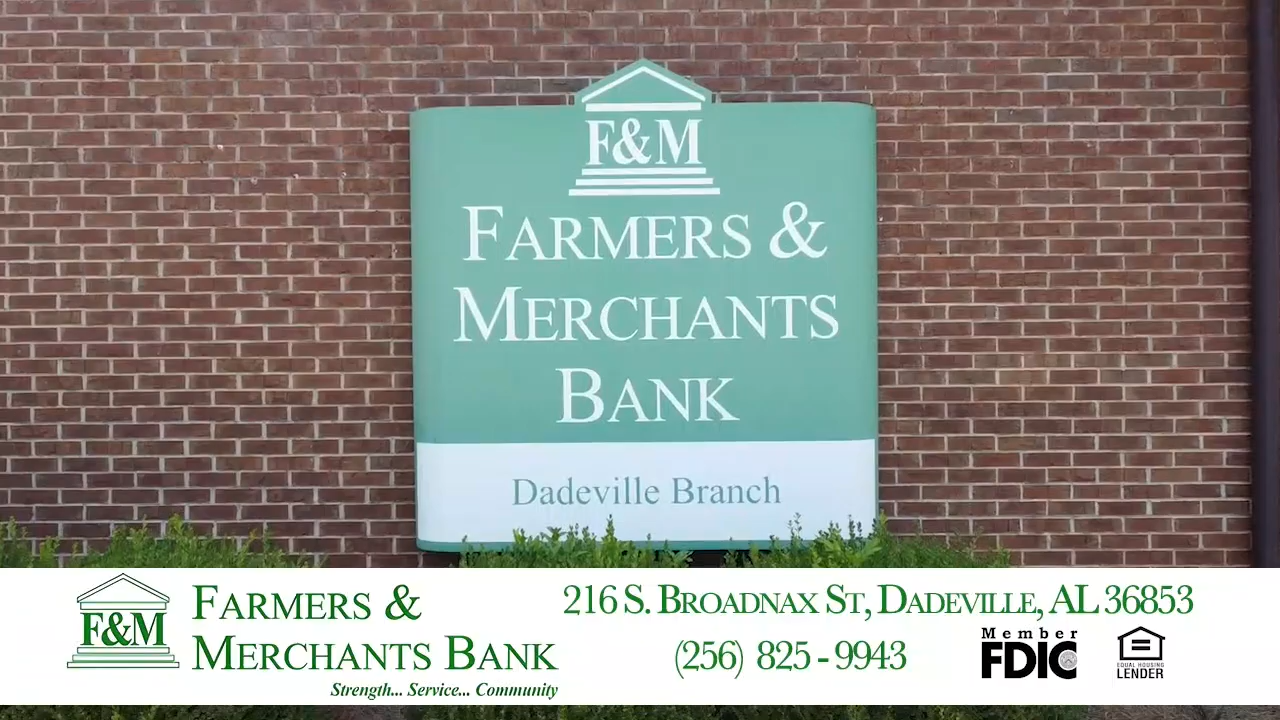 F&M
FARMERS &
MERCHANTS
BANK
Dadeville Branch
F&M
FARMERS &
MERCHANTS BANK
Strength... Service... Community
216 S. BROADNAX ST, DADEVILLE, AL 36853
(256) 825-9943
Member
FDIC
EQUAL HOUSING
LENDER